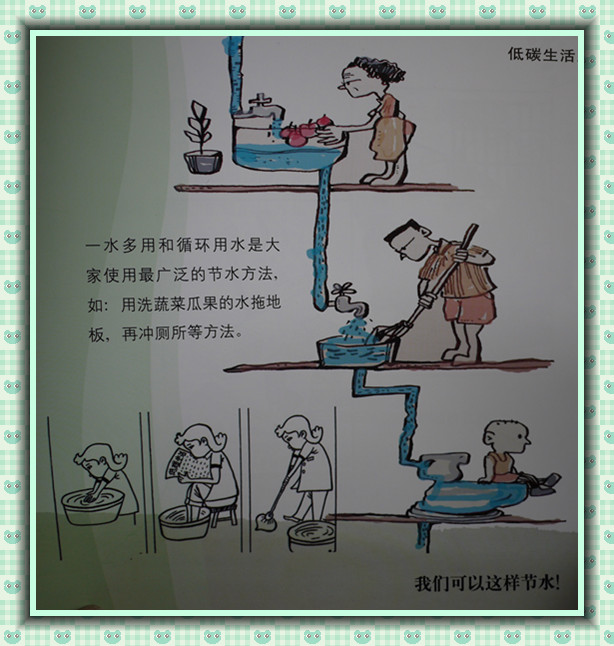 低碳生活
一水多用和循环用水是大
家使用最广泛的节水方法，
如：用洗蔬菜瓜果的水拖地
板，再冲厕所等方法。
我们可以这样节水！